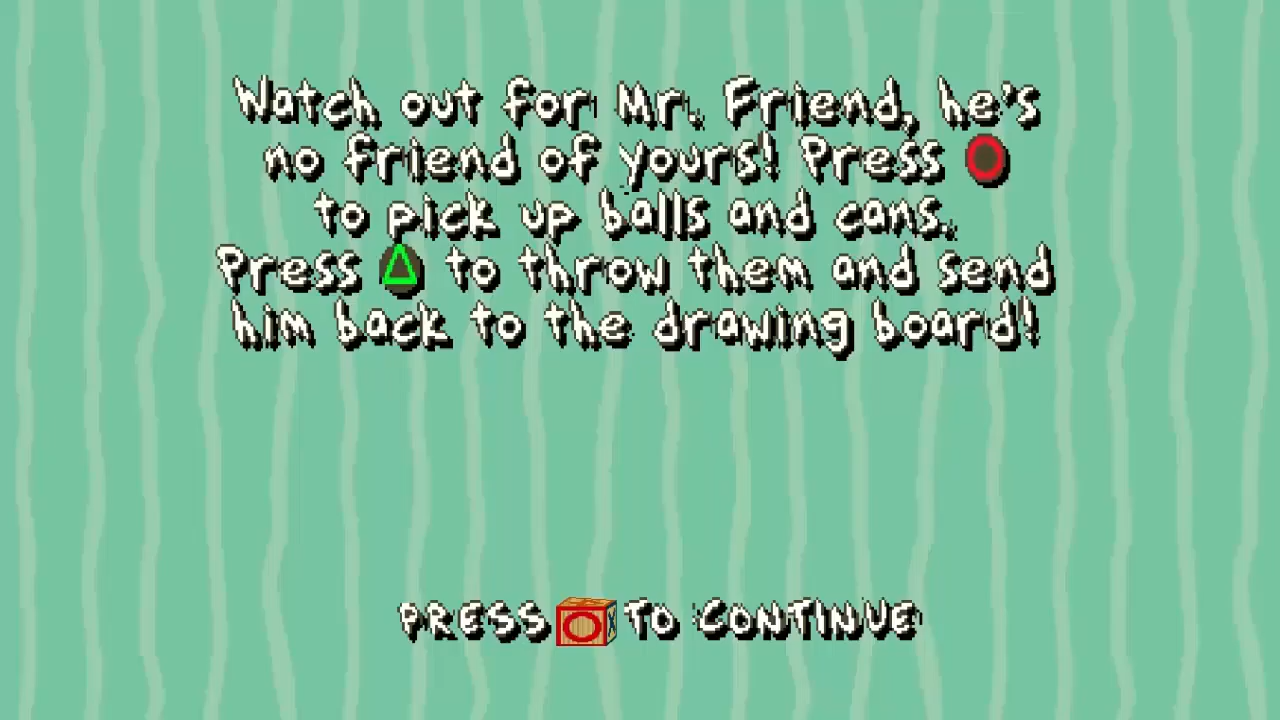 Watch out for Mr. Friend, he's
no friend of yours! Press O
to pick up balls and cans.
Press △ to throw them and send
him back to the drawing board!
PRESS O TO CONTINUE